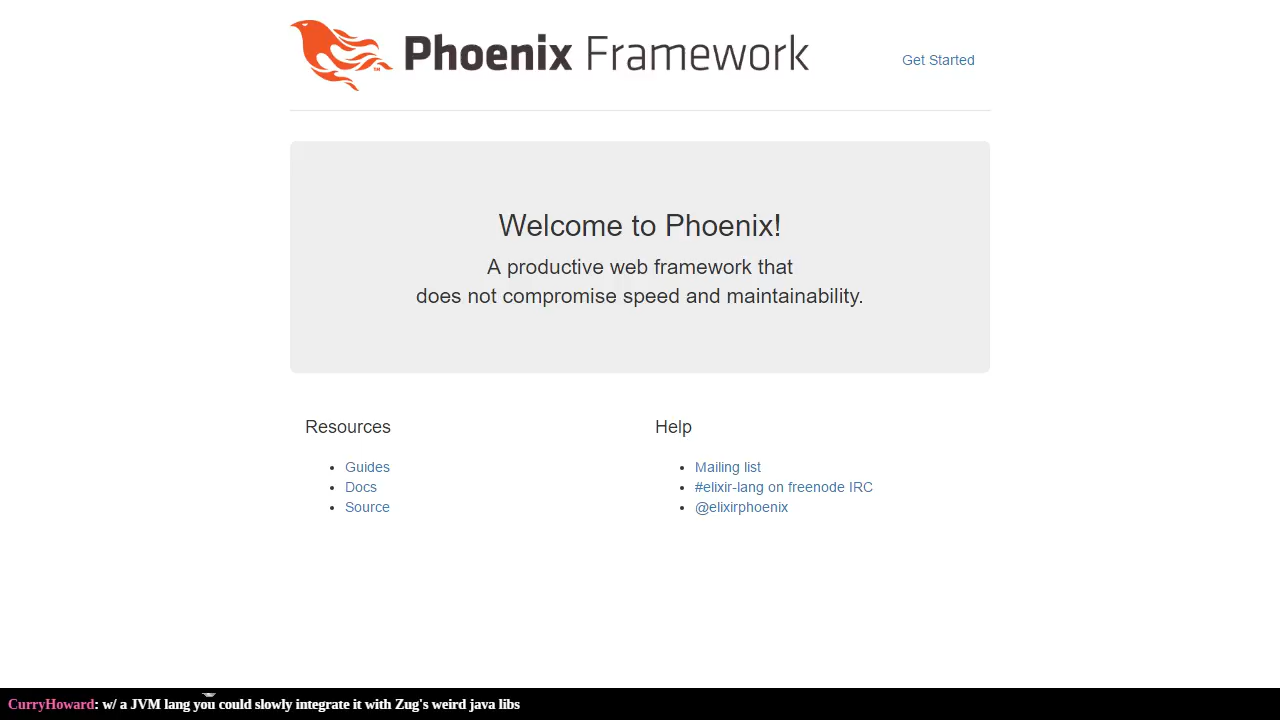 Phoenix Framework
Get Started
Welcome to Phoenix!
A productive web framework that
does not compromise speed and maintainability.
Resources
Guides
Docs
Source
Help
Mailing list
#elixir-lang on freenode IRC
@elixirphoenix
CurryHoward: w/ a JVM lang you could slowly integrate it with Zug's weird java libs